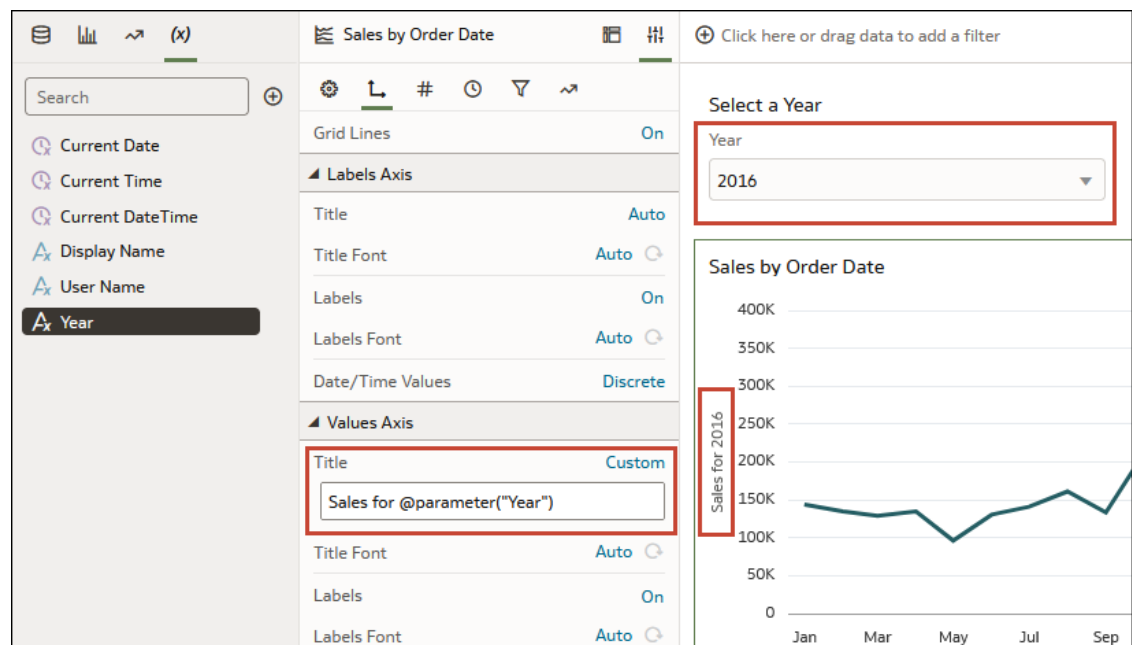 (x)
Search
Current Date
Current Time
Current DateTime
Display Name
User Name
Year
Sales by Order Date
Grid Lines
On
Labels Axis
Title
Auto
Title Font
Auto
Labels
On
Labels Font
Auto
Date/Time Values
Discrete
Values Axis
Title
Custom
Sales for @parameter("Year")
Title Font
Auto
Labels
On
Labels Font
Auto
Click here or drag data to add a filter
Select a Year
Year
2016
Sales by Order Date
Sales for 2016
400K
350K
300K
250K
200K
150K
100K
50K
0
Jan Mar May Jul Sep